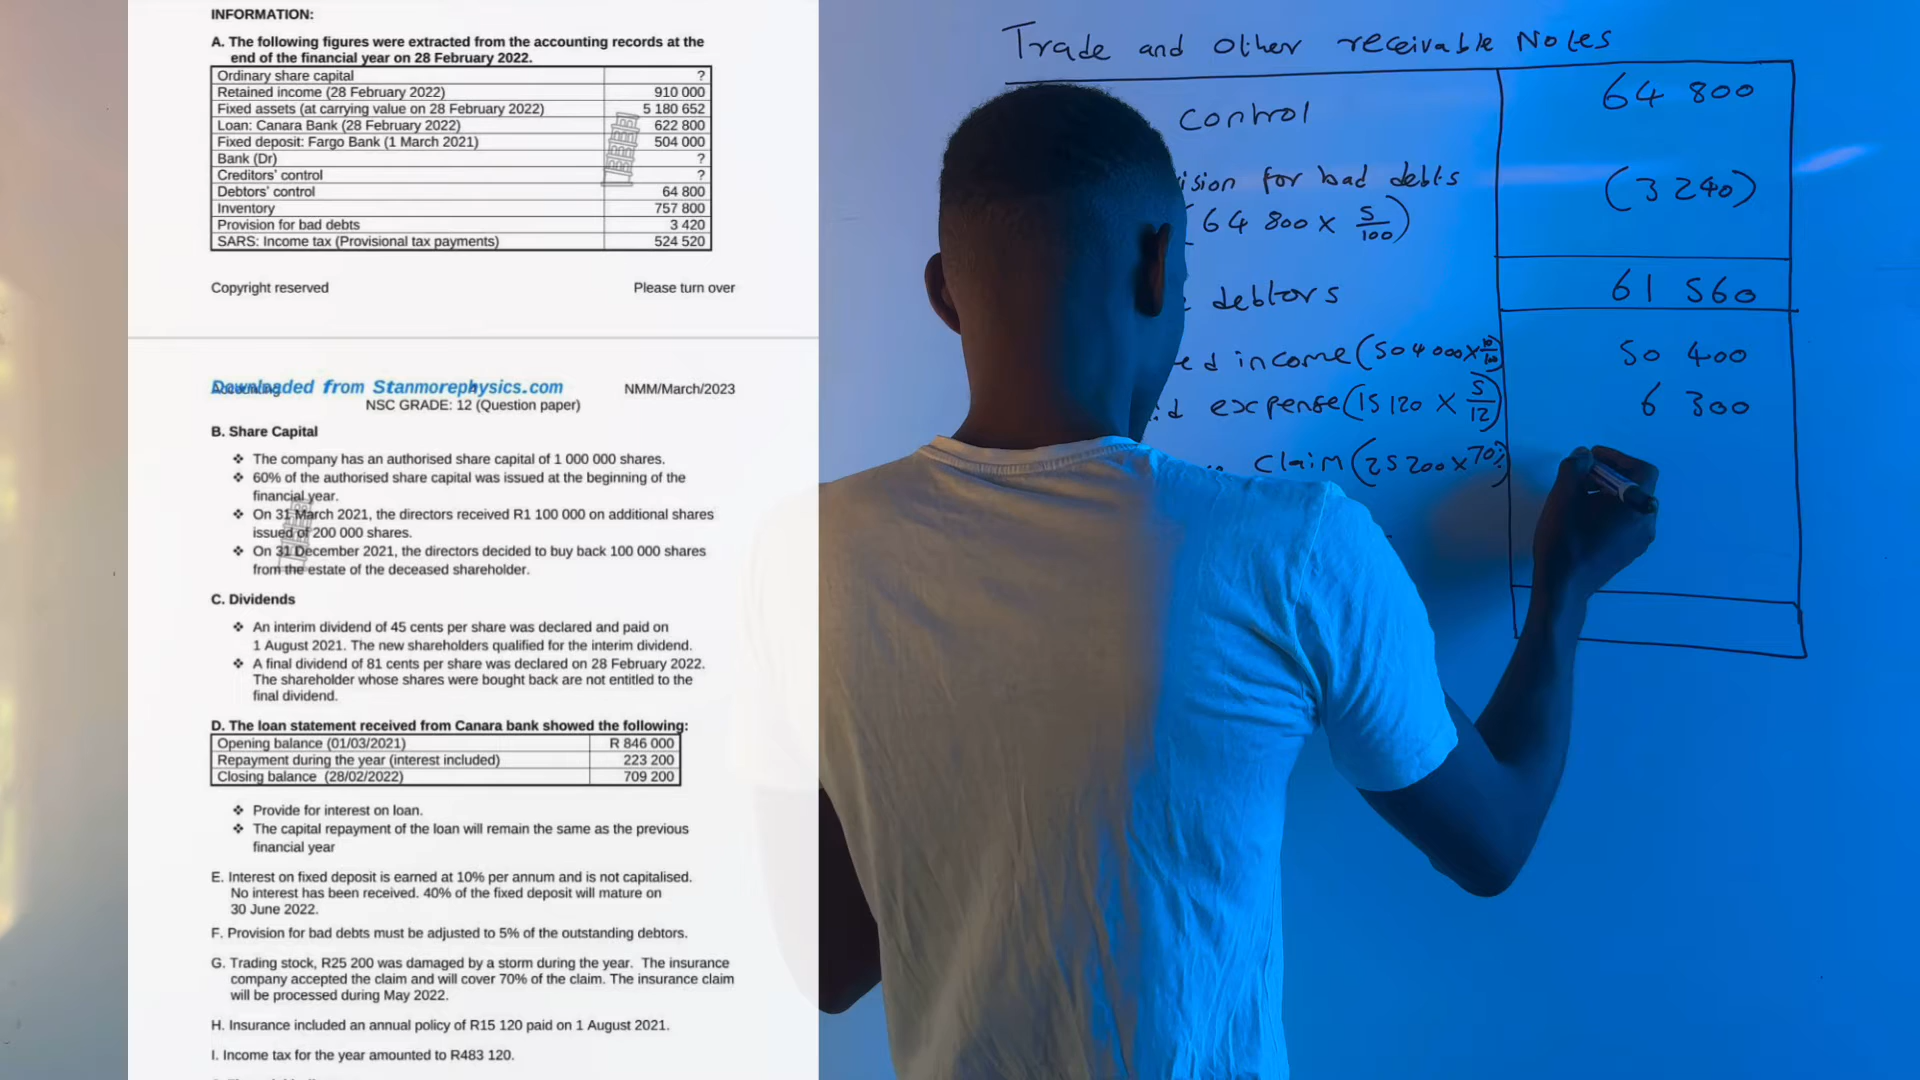 INFORMATION:
A. The following figures were extracted from the accounting records at the
end of the financial year on 28 February 2022.
Ordinary share capital ?
Retained income (28 February 2022) 910 000
Fixed assets (at carrying value on 28 February 2022) 5 180 652
Loan: Canara Bank (28 February 2022) 622 800
Fixed deposit: Fargo Bank (1 March 2021) 504 000
Bank (Dr) ?
Creditors' control ?
Debtors' control 64 800
Inventory 757 800
Provision for bad debts 3 420
SARS: Income tax (Provisional tax payments) 524 520
Copyright reserved Please turn over
Downloaded from Stanmorephysics.com NMM/March/2023
NSC GRADE: 12 (Question paper)
B. Share Capital
❖ The company has an authorised share capital of 1 000 000 shares.
❖ 60% of the authorised share capital was issued at the beginning of the
financial year.
❖ On 31 March 2021, the directors received R1 100 000 on additional shares
issued of 200 000 shares.
❖ On 31 December 2021, the directors decided to buy back 100 000 shares
from the estate of the deceased shareholder.
C. Dividends
❖ An interim dividend of 45 cents per share was declared and paid on
1 August 2021. The new shareholders qualified for the interim dividend.
❖ A final dividend of 81 cents per share was declared on 28 February 2022.
The shareholder whose shares were bought back are not entitled to the
final dividend.
D. The loan statement received from Canara bank showed the following:
Opening balance (01/03/2021) R 846 000
Repayment during the year (interest included) 223 200
Closing balance (28/02/2022) 709 200
❖ Provide for interest on loan.
❖ The capital repayment of the loan will remain the same as the previous
financial year
E. Interest on fixed deposit is earned at 10% per annum and is not capitalised.
No interest has been received. 40% of the fixed deposit will mature on
30 June 2022.
F. Provision for bad debts must be adjusted to 5% of the outstanding debtors.
G. Trading stock, R25 200 was damaged by a storm during the year. The insurance
company accepted the claim and will cover 70% of the claim. The insurance claim
will be processed during May 2022.
H. Insurance included an annual policy of R15 120 paid on 1 August 2021.
I. Income tax for the year amounted to R483 120.
Trade and other receivable Notes
control 64 800
ision for bad debts (3 240)
(64 800 x 5/100)
debtors 61 560
ed income (504 000 x 10/100) 50 400
d expense (15 120 x 5/12) 6 300
claim (25 200 x 70%